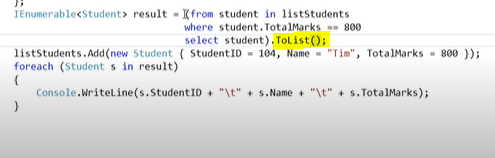 };
IEnumerable<Student> result = (from student in listStudents
where student.TotalMarks == 800
select student).ToList();
listStudents.Add(new Student { StudentID = 104, Name = "Tim", TotalMarks = 800 });
foreach (Student s in result)
{
Console.WriteLine(s.StudentID + "\t" + s.Name + "\t" + s.TotalMarks);
}